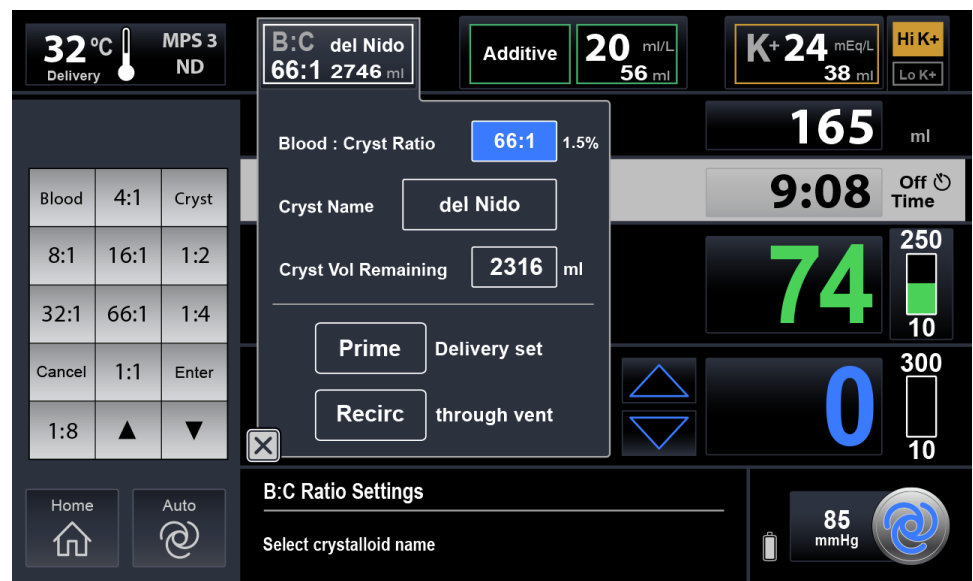 32 °C
Delivery
MPS 3
ND
B:C del Nido
66:1 2746 ml
Additive
20 ml/L
56 ml
K+ 24 mEq/L
38 ml
Hi K+
Lo K+
165 ml
9:08
Off
Time
74
250
10
0
300
10
Blood : Cryst Ratio 66:1 1.5%
Cryst Name del Nido
Cryst Vol Remaining 2316 ml
Prime Delivery set
Recirc through vent
Blood 4:1 Cryst
8:1 16:1 1:2
32:1 66:1 1:4
Cancel 1:1 Enter
1:8
Home
Auto
B:C Ratio Settings
Select crystalloid name
85
mmHg